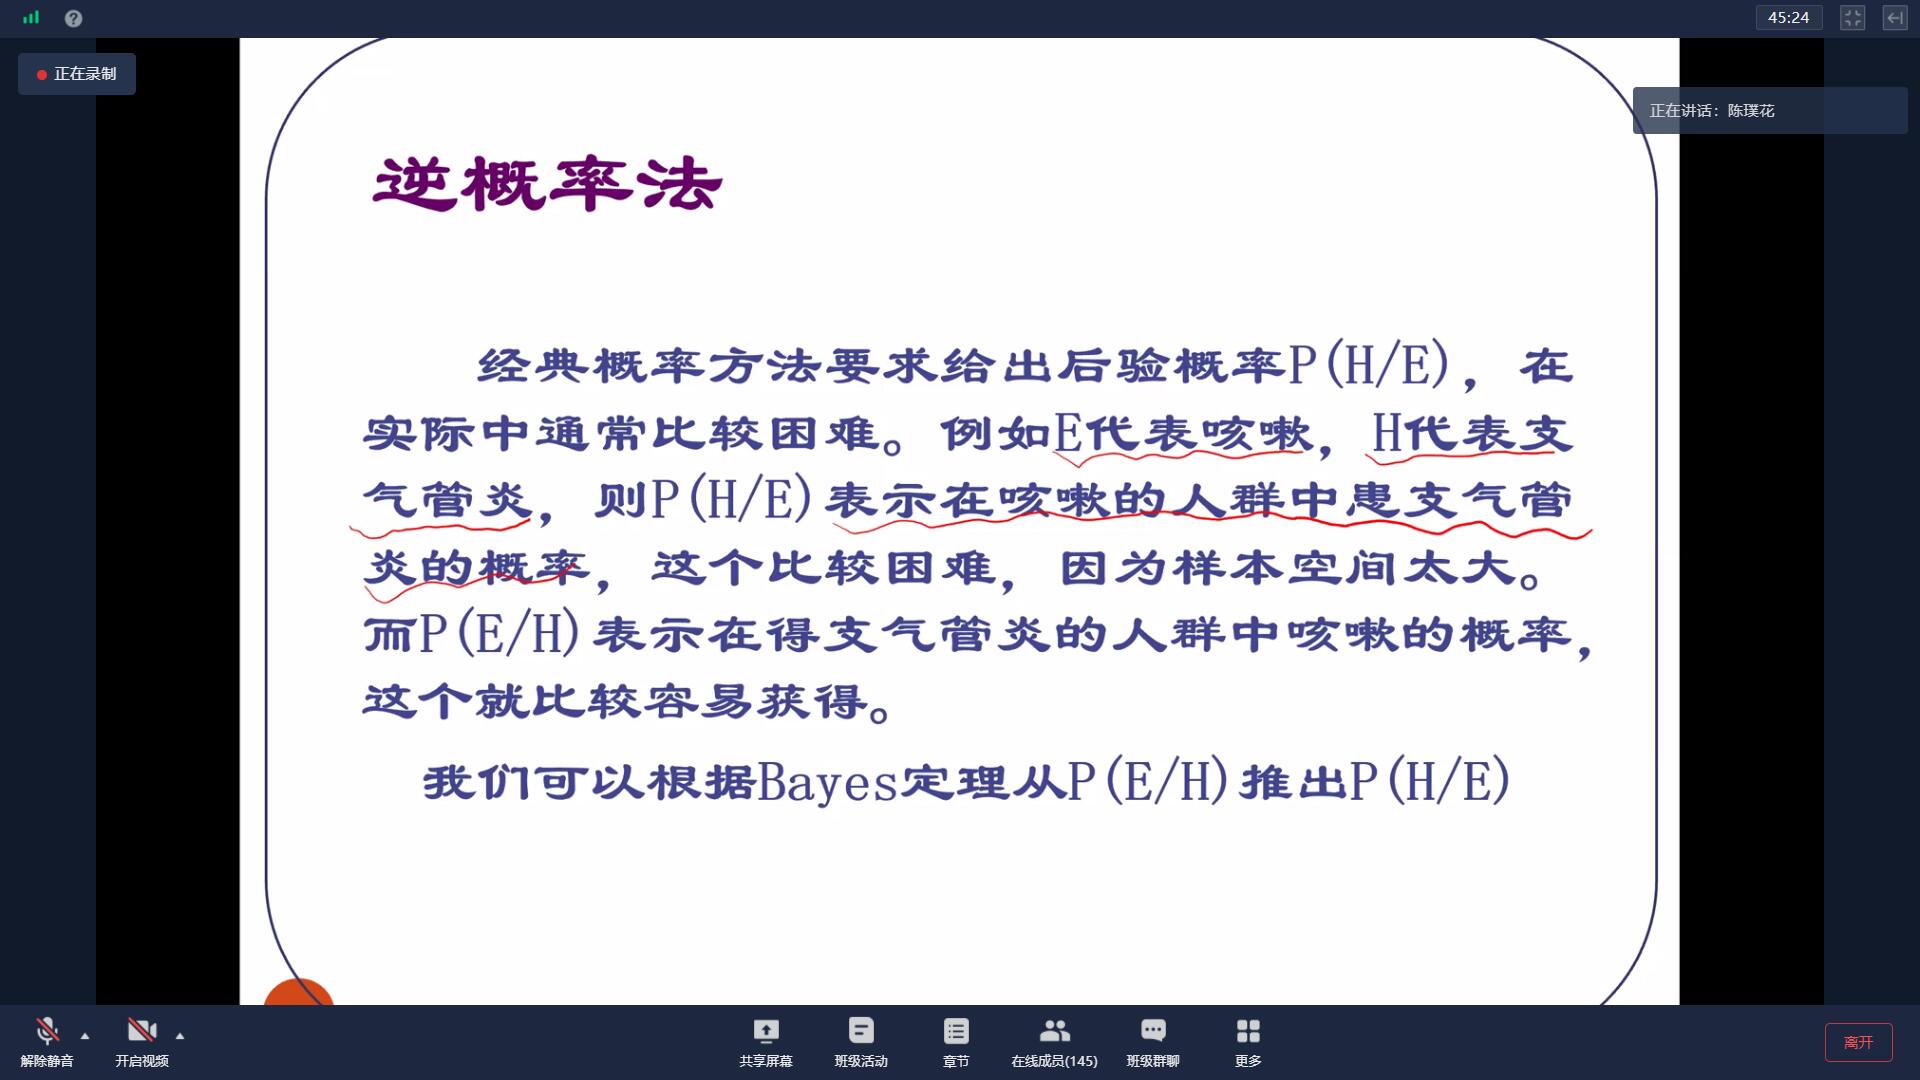 45:24
正在录制
正在讲话：陈璞花
逆概率法
经典概率方法要求给出后验概率P(H/E)，在
实际中通常比较困难。例如E代表咳嗽，H代表支
气管炎，则P(H/E)表示在咳嗽的人群中患支气管
炎的概率，这个比较困难，因为样本空间太大。
而P(E/H)表示在得支气管炎的人群中咳嗽的概率，
这个就比较容易获得。
我们可以根据Bayes定理从P(E/H)推出P(H/E)
解除静音
开启视频
共享屏幕
班级活动
章节
在线成员(145)
班级群聊
更多
离开